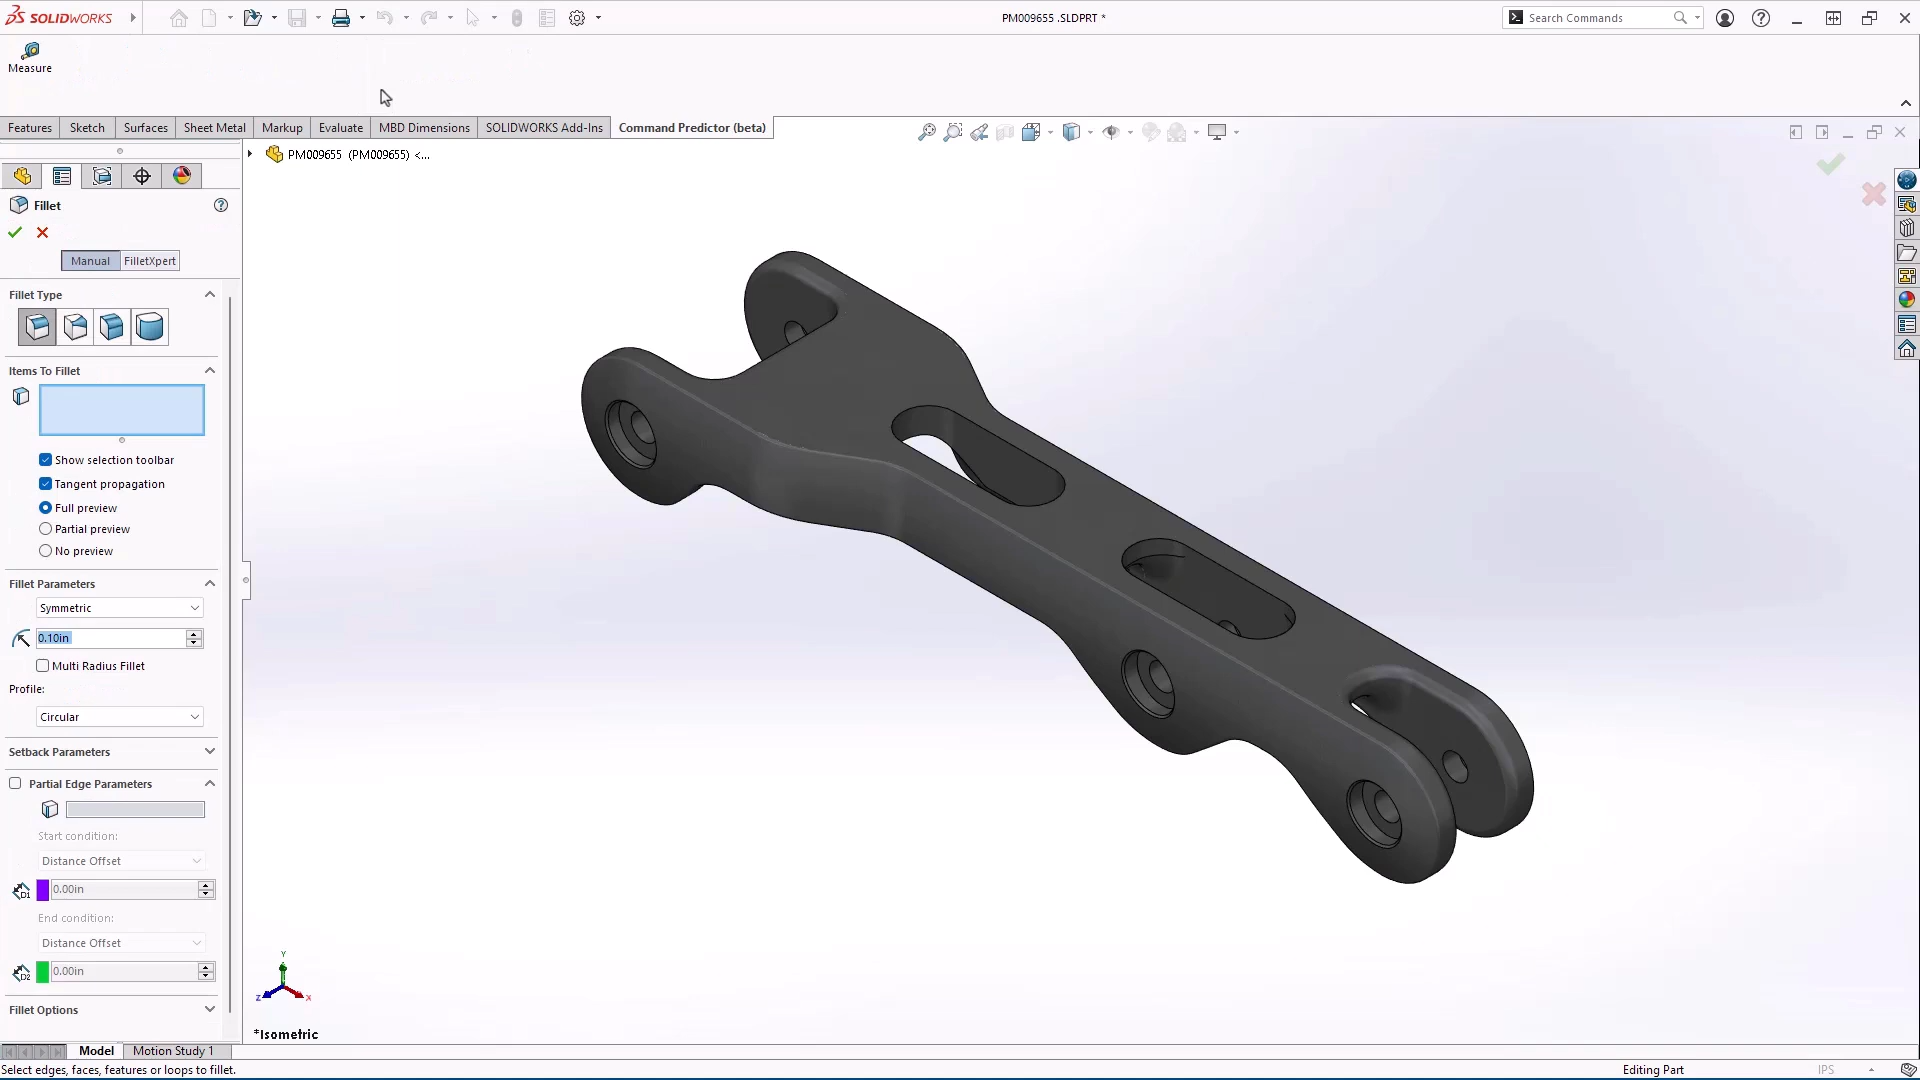 SOLIDWORKS
PM009655 .SLDPRT *
Search Commands
Measure
Features
Sketch
Surfaces
Sheet Metal
Markup
Evaluate
MBD Dimensions
SOLIDWORKS Add-Ins
Command Predictor (beta)
PM009655 (PM009655) <...
Fillet
Manual
FilletXpert
Fillet Type
Items To Fillet
Show selection toolbar
Tangent propagation
Full preview
Partial preview
No preview
Fillet Parameters
Symmetric
0.10in
Multi Radius Fillet
Profile:
Circular
Setback Parameters
Partial Edge Parameters
Start condition:
Distance Offset
D1
0.00in
End condition:
Distance Offset
D2
0.00in
Fillet Options
Y
Z
X
*Isometric
Model
Motion Study 1
Select edges, faces, features or loops to fillet.
Editing Part
IPS